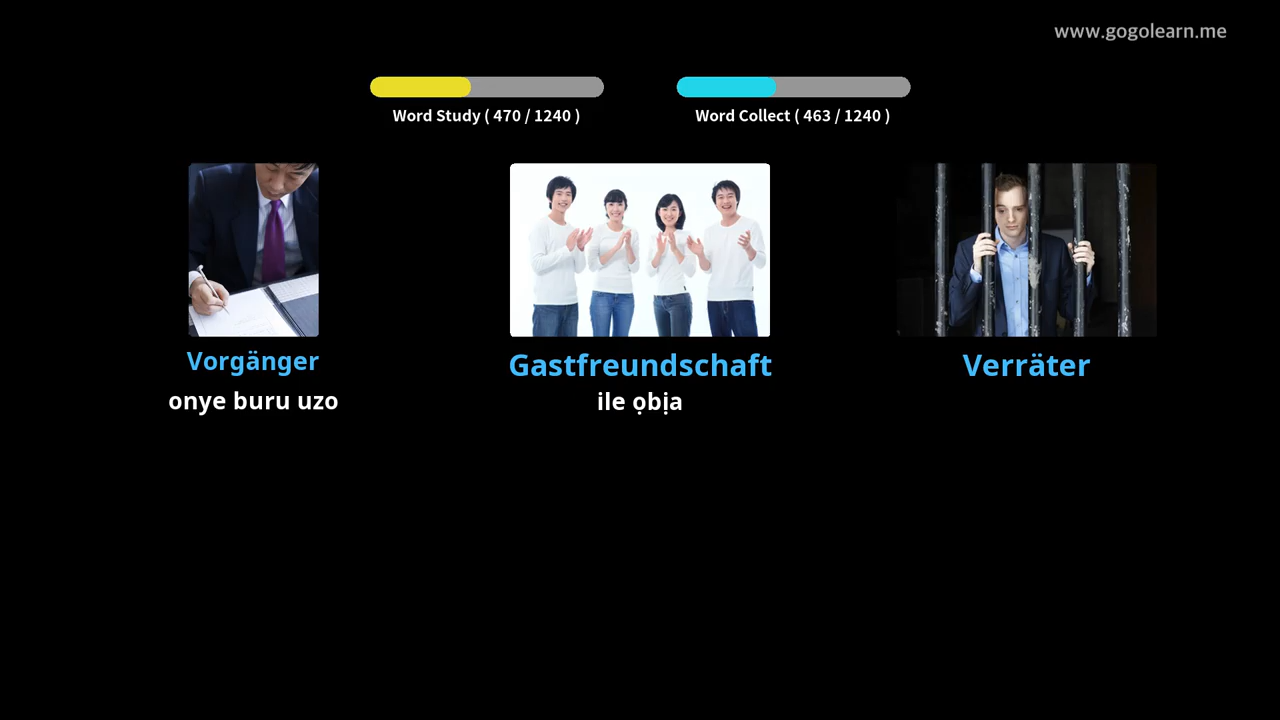 www.gogolearn.me
Word Study ( 470 / 1240 )
Word Collect ( 463 / 1240 )
Vorgänger
onye buru uzo
Gastfreundschaft
ile ọbịa
Verräter